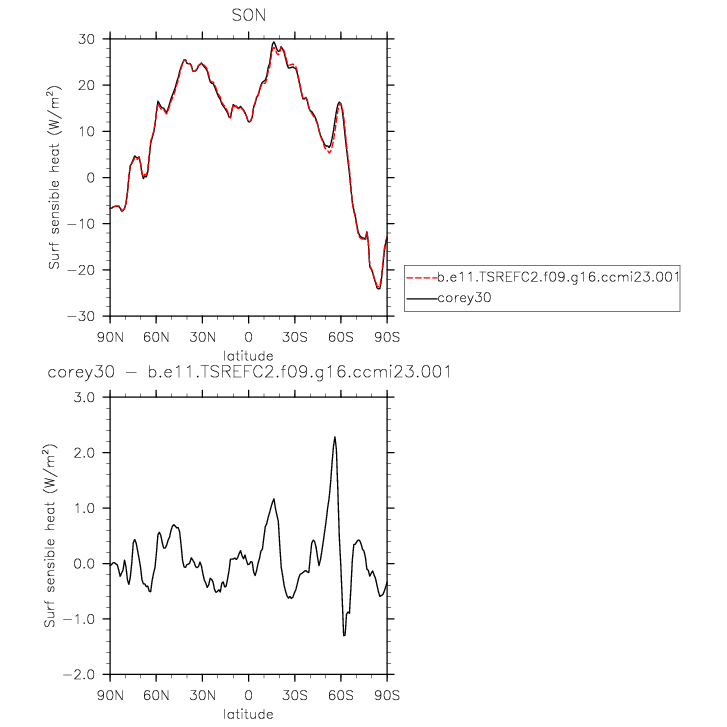 SON
30
20
10
0
−10
−20
−30
Surf sensible heat (W/m²)
90N 60N 30N 0 30S 60S 90S
latitude
b.e11.TSREFC2.f09.g16.ccmi23.001
corey30
corey30 − b.e11.TSREFC2.f09.g16.ccmi23.001
3.0
2.0
1.0
0.0
−1.0
−2.0
Surf sensible heat (W/m²)
90N 60N 30N 0 30S 60S 90S
latitude